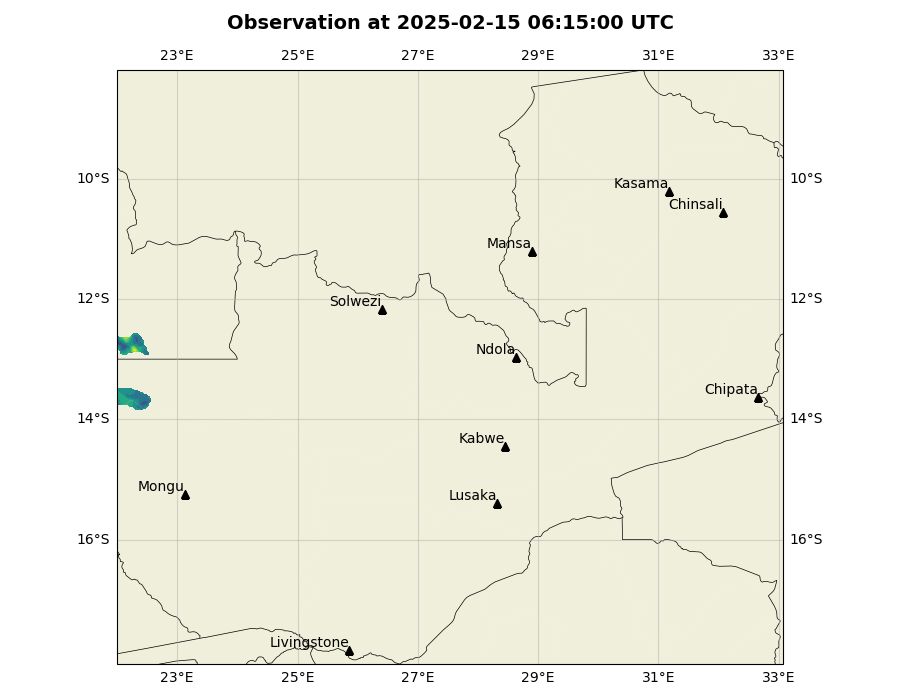 Observation at 2025-02-15 06:15:00 UTC
23°E 25°E 27°E 29°E 31°E 33°E
10°S 10°S
Kasama
Chinsali
Mansa
12°S 12°S
Solwezi
Ndola
Chipata
14°S 14°S
Kabwe
Mongu
Lusaka
16°S 16°S
Livingstone
23°E 25°E 27°E 29°E 31°E 33°E